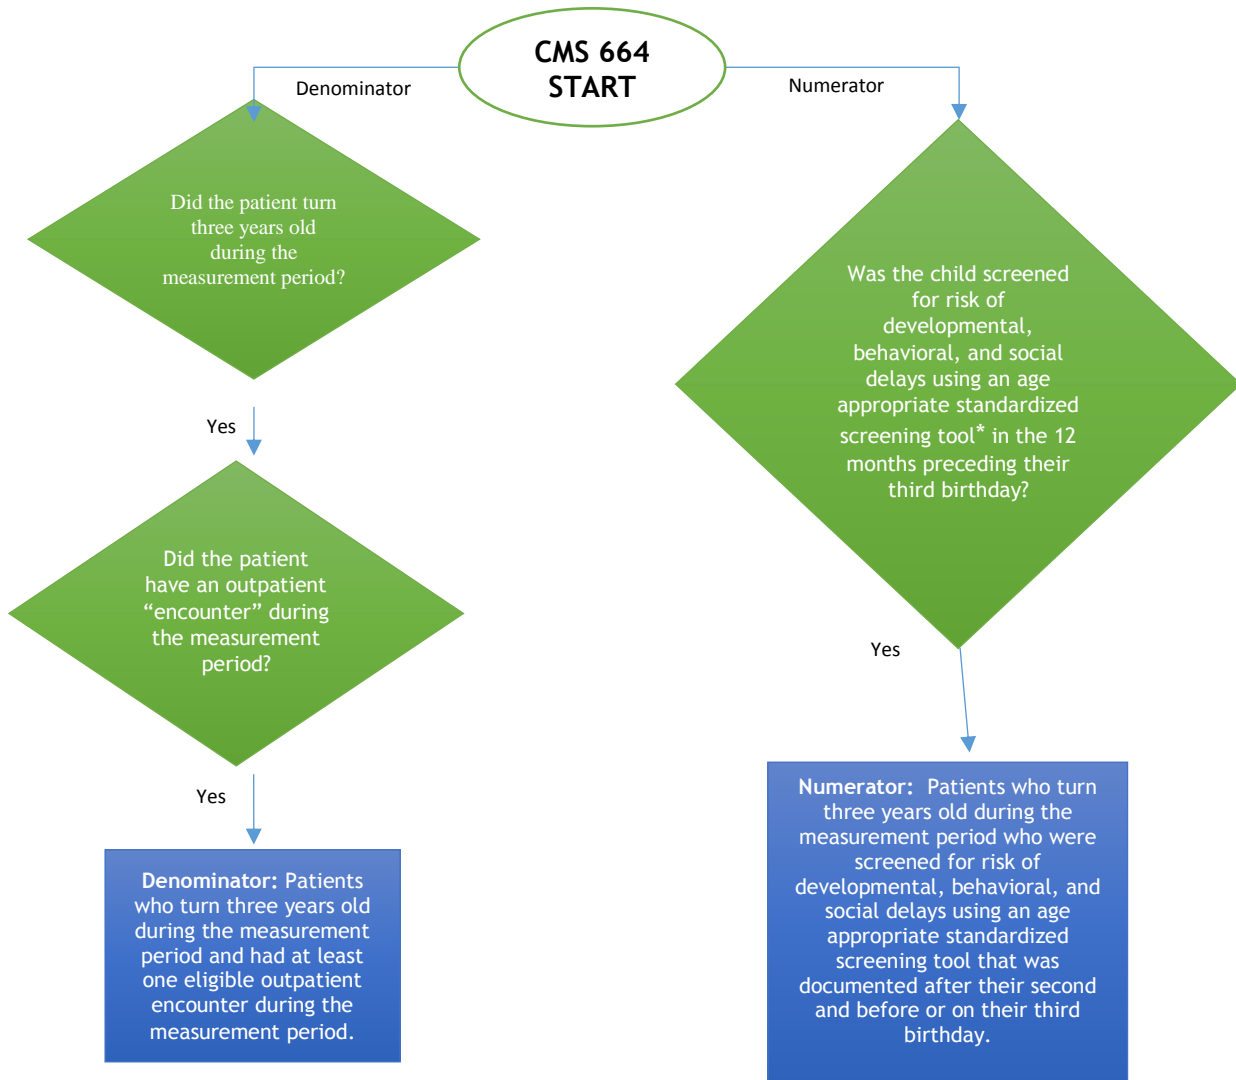 CMS 664
START
Denominator
Numerator
Did the patient turn
three years old
during the
measurement period?
Yes
Did the patient
have an outpatient
“encounter” during
the measurement
period?
Yes
Denominator: Patients
who turn three years old
during the measurement
period and had at least
one eligible outpatient
encounter during the
measurement period.
Was the child screened
for risk of
developmental,
behavioral, and social
delays using an age
appropriate standardized
screening tool* in the 12
months preceding their
third birthday?
Yes
Numerator: Patients who turn
three years old during the
measurement period who were
screened for risk of
developmental, behavioral, and
social delays using an age
appropriate standardized
screening tool that was
documented after their second
and before or on their third
birthday.